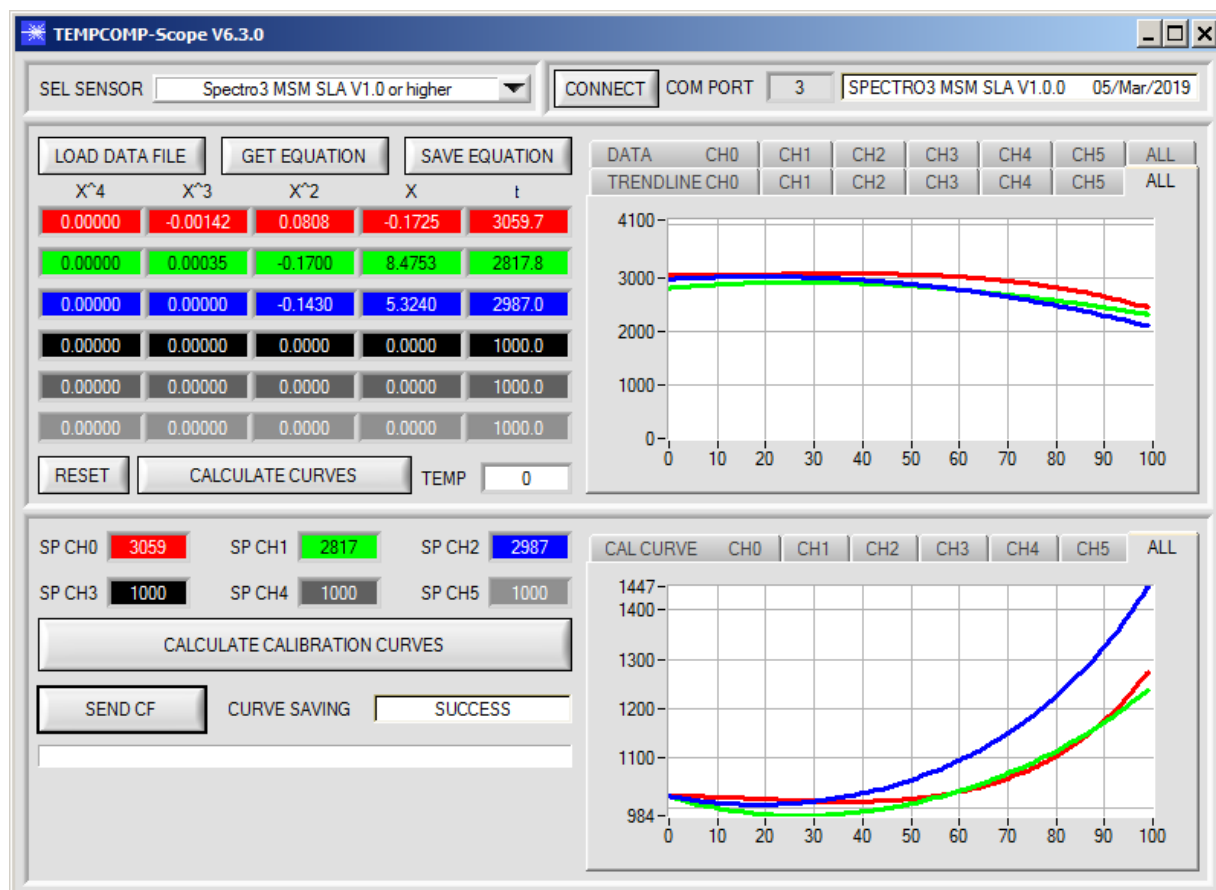 TEMPCOMP-Scope V6.3.0
SEL SENSOR Spectro3 MSM SLA V1.0 or higher CONNECT COM PORT 3 SPECTRO3 MSM SLA V1.0.0 05/Mar/2019
LOAD DATA FILE GET EQUATION SAVE EQUATION
X^4 X^3 X^2 X t
0.00000 -0.00142 0.0808 -0.1725 3059.7
0.00000 0.00035 -0.1700 8.4753 2817.8
0.00000 0.00000 -0.1430 5.3240 2987.0
0.00000 0.00000 0.0000 0.0000 1000.0
0.00000 0.00000 0.0000 0.0000 1000.0
0.00000 0.00000 0.0000 0.0000 1000.0
RESET CALCULATE CURVES TEMP 0
DATA CH0 CH1 CH2 CH3 CH4 CH5 ALL
TRENDLINE CH0 CH1 CH2 CH3 CH4 CH5 ALL
4100
3000
2000
1000
0
0 10 20 30 40 50 60 70 80 90 100
SP CH0 3059 SP CH1 2817 SP CH2 2987
SP CH3 1000 SP CH4 1000 SP CH5 1000
CALCULATE CALIBRATION CURVES
SEND CF CURVE SAVING SUCCESS
CAL CURVE CH0 CH1 CH2 CH3 CH4 CH5 ALL
1447
1400
1300
1200
1100
984
0 10 20 30 40 50 60 70 80 90 100